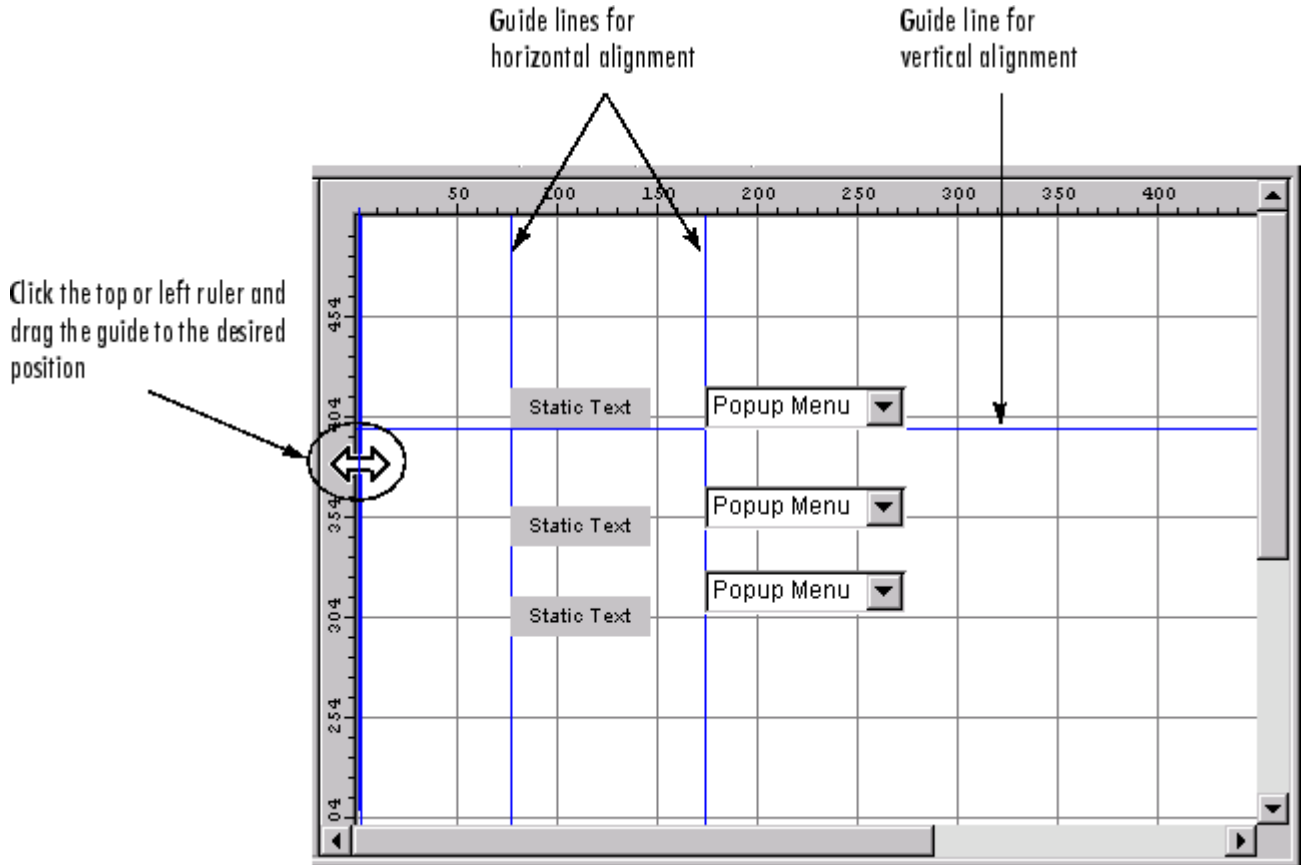 Guide lines for
horizontal alignment
Guide line for
vertical alignment
50 100 150 200 250 300 350 400
Click the top or left ruler and
drag the guide to the desired
position
454
404
354
304
254
04
Static Text
Popup Menu
Static Text
Popup Menu
Static Text
Popup Menu